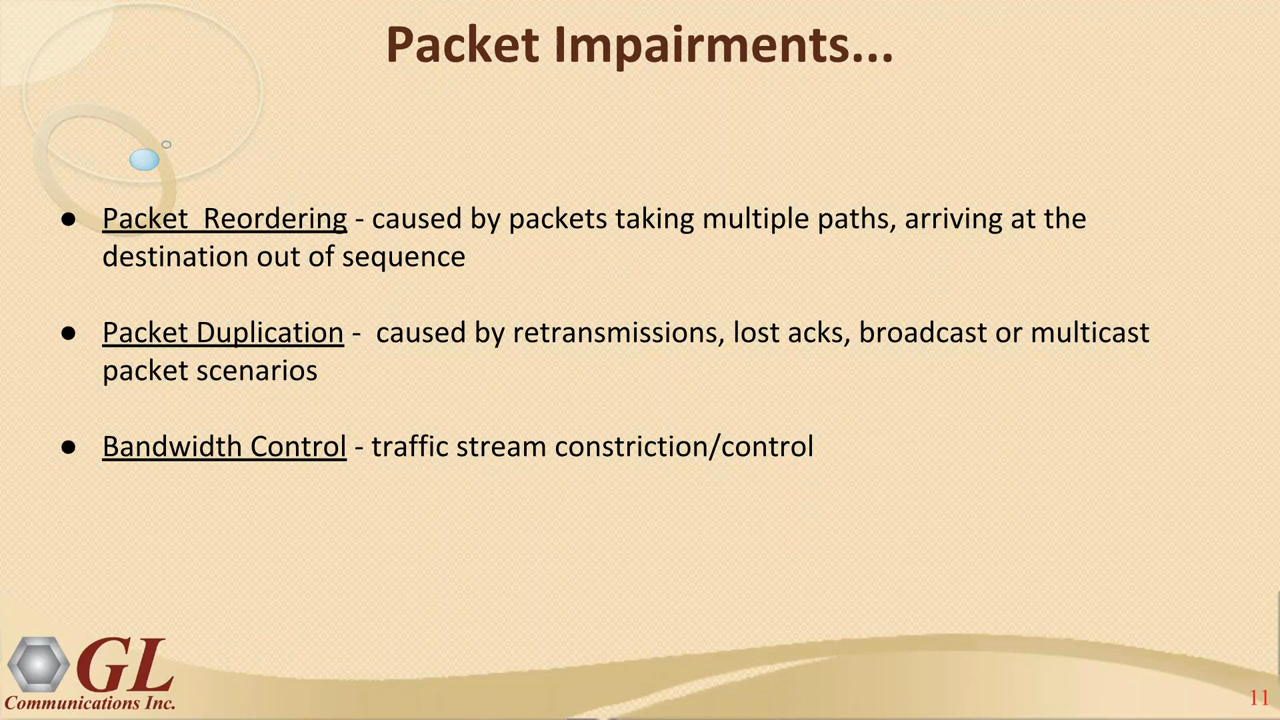 Packet Impairments...
● Packet  Reordering - caused by packets taking multiple paths, arriving at the
destination out of sequence
● Packet Duplication -  caused by retransmissions, lost acks, broadcast or multicast
packet scenarios
● Bandwidth Control - traffic stream constriction/control
GL
Communications Inc.
11